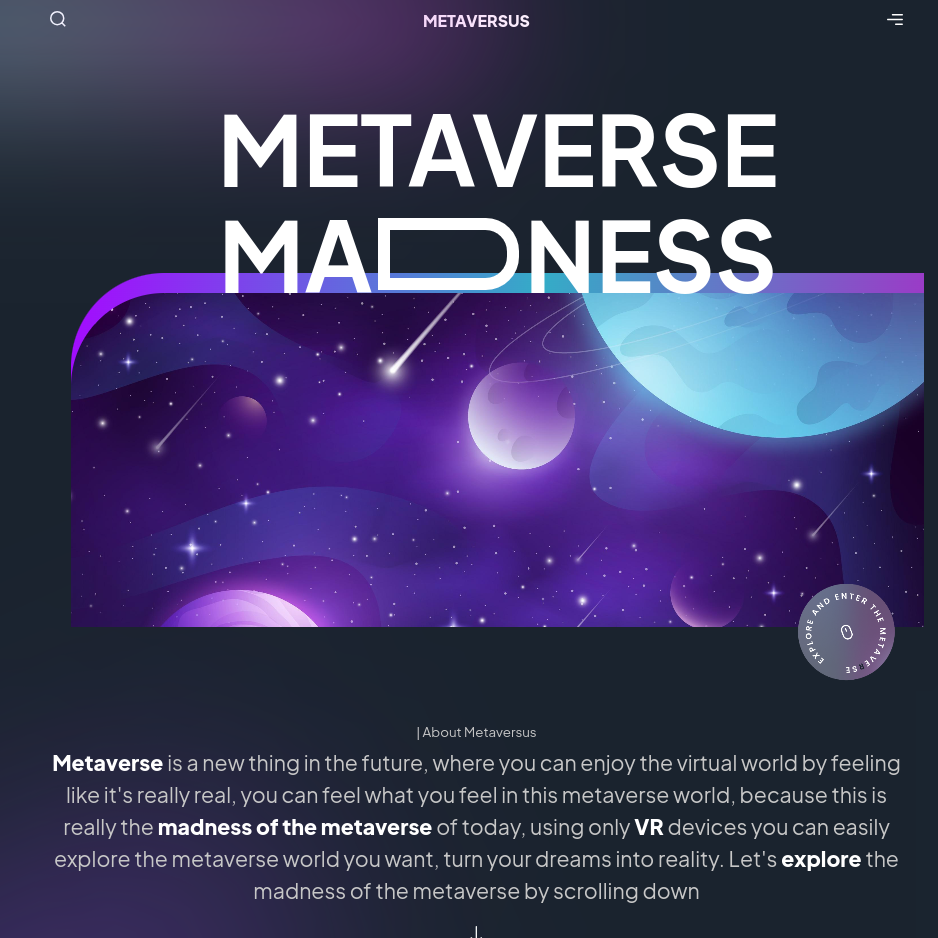 METAVERSUS
METAVERSE
MADNESS
EXPLORE AND ENTER THE METAVERSE
| About Metaversus
Metaverse is a new thing in the future, where you can enjoy the virtual world by feeling
like it's really real, you can feel what you feel in this metaverse world, because this is
really the madness of the metaverse of today, using only VR devices you can easily
explore the metaverse world you want, turn your dreams into reality. Let's explore the
madness of the metaverse by scrolling down